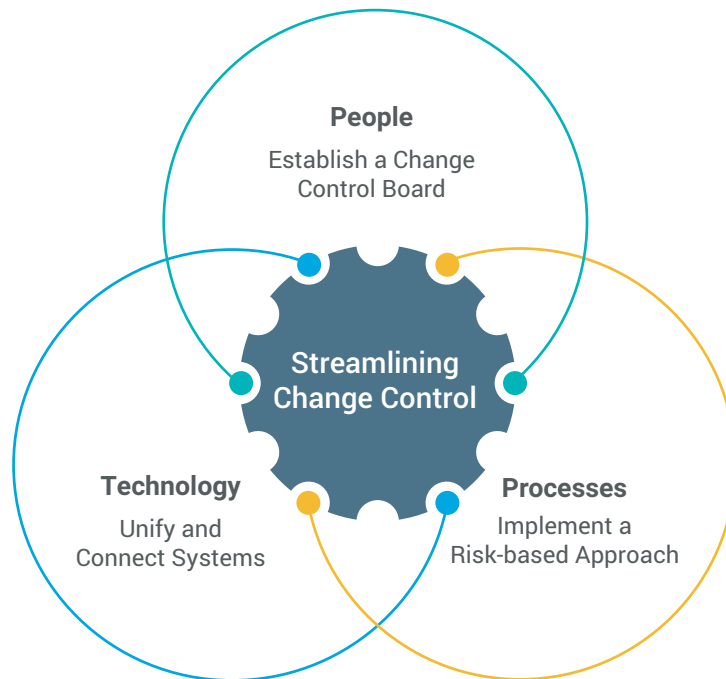 People
Establish a Change
Control Board
Streamlining
Change Control
Technology
Unify and
Connect Systems
Processes
Implement a
Risk-based Approach